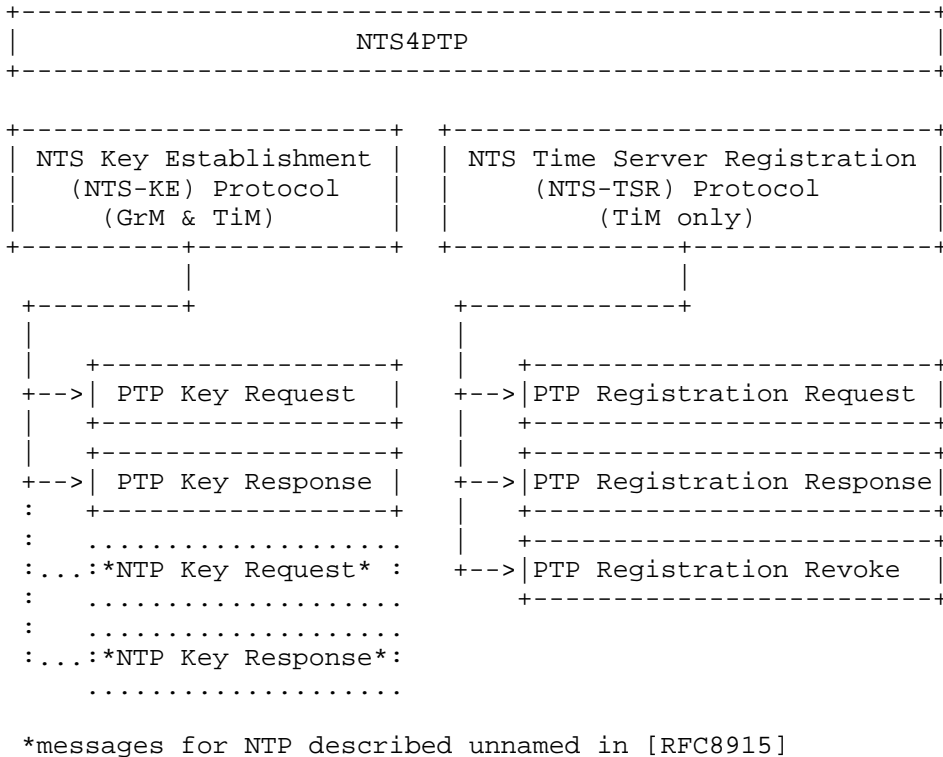 NTS4PTP
NTS Key Establishment
(NTS-KE) Protocol
(GrM & TiM)
NTS Time Server Registration
(NTS-TSR) Protocol
(TiM only)
PTP Key Request
PTP Key Response
*NTP Key Request*
*NTP Key Response*
PTP Registration Request
PTP Registration Response
PTP Registration Revoke
*messages for NTP described unnamed in [RFC8915]